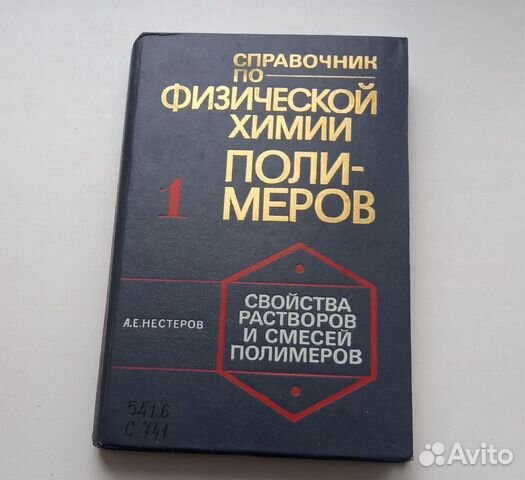 СПРАВОЧНИК
ПО
ФИЗИЧЕСКОЙ
ХИМИИ
ПОЛИ-
МЕРОВ
1
А.Е.НЕСТЕРОВ
СВОЙСТВА
РАСТВОРОВ
И СМЕСЕЙ
ПОЛИМЕРОВ
541.6
С 741
Avito